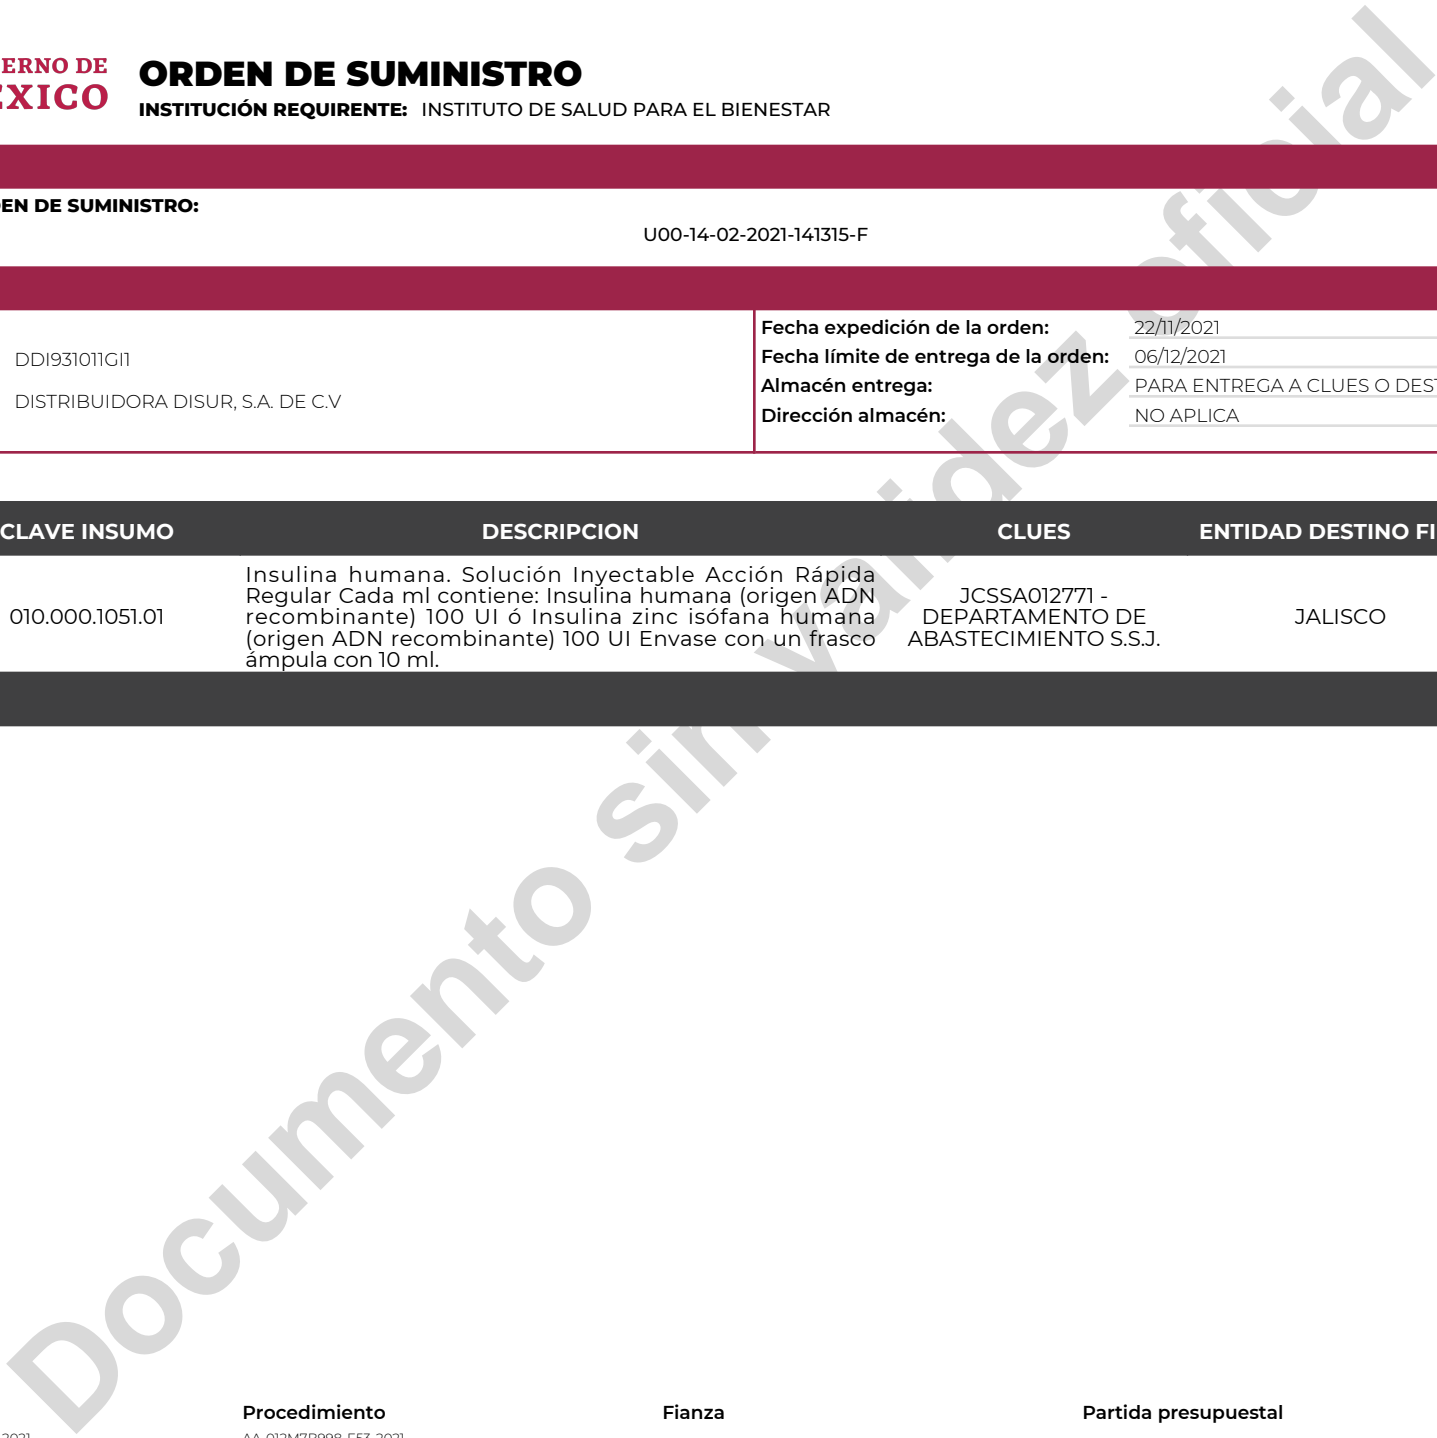 ERNO DE
EXICO
ORDEN DE SUMINISTRO
INSTITUCIÓN REQUIRENTE: INSTITUTO DE SALUD PARA EL BIENESTAR
EN DE SUMINISTRO:
U00-14-02-2021-141315-F
DDI931011GI1
DISTRIBUIDORA DISUR, S.A. DE C.V
Fecha expedición de la orden: 22/11/2021
Fecha límite de entrega de la orden: 06/12/2021
Almacén entrega: PARA ENTREGA A CLUES O DEST
Dirección almacén: NO APLICA
CLAVE INSUMO DESCRIPCION CLUES ENTIDAD DESTINO FI
010.000.1051.01
Insulina humana. Solución Inyectable Acción Rápida
Regular Cada ml contiene: Insulina humana (origen ADN
recombinante) 100 UI ó Insulina zinc isófana humana
(origen ADN recombinante) 100 UI Envase con un frasco
ámpula con 10 ml.
JCSSA012771 -
DEPARTAMENTO DE
ABASTECIMIENTO S.S.J.
JALISCO
Documento sin validez oficial
Procedimiento Fianza Partida presupuestal